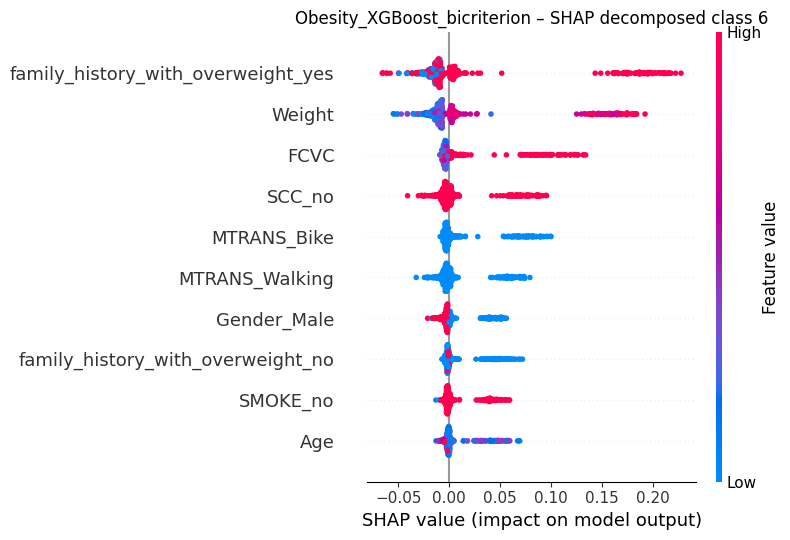 Obesity_XGBoost_bicriterion – SHAP decomposed class 6
High
family_history_with_overweight_yes
Weight
FCVC
SCC_no
MTRANS_Bike
MTRANS_Walking
Gender_Male
family_history_with_overweight_no
SMOKE_no
Age
Feature value
Low
−0.05 0.00 0.05 0.10 0.15 0.20
SHAP value (impact on model output)